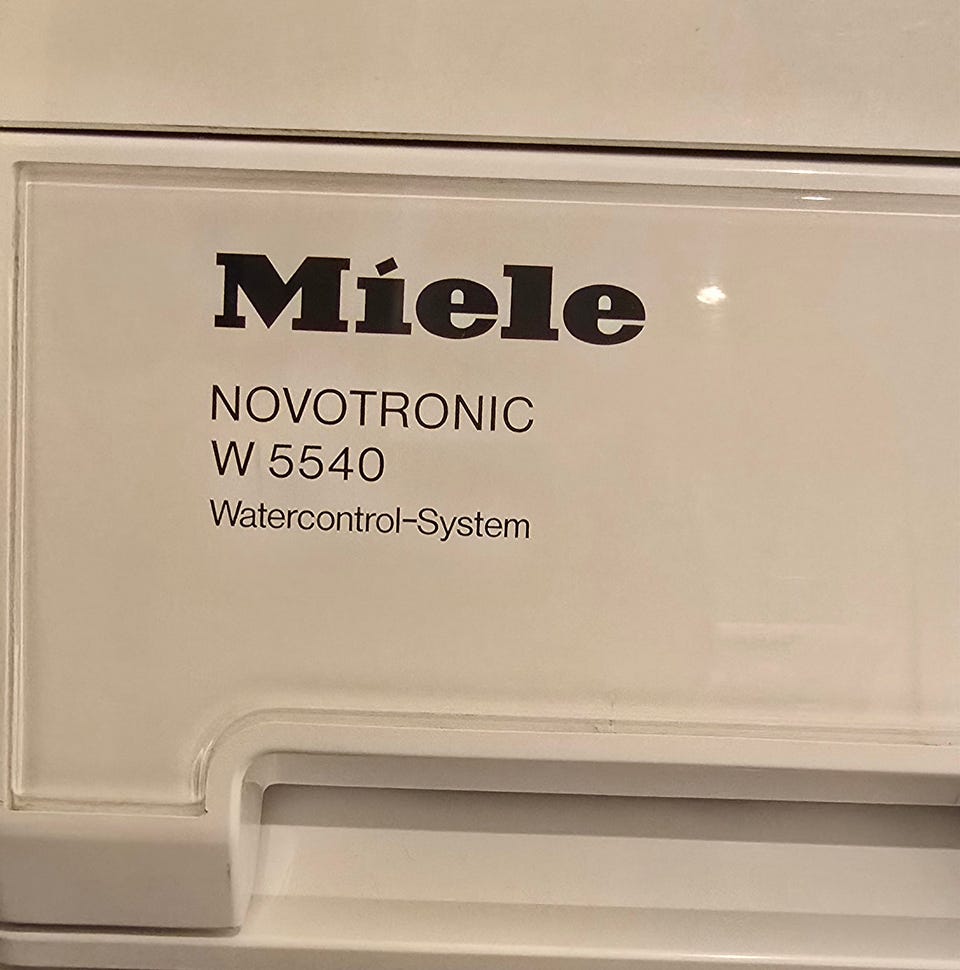 Miele
NOVOTRONIC
W 5540
Watercontrol-System